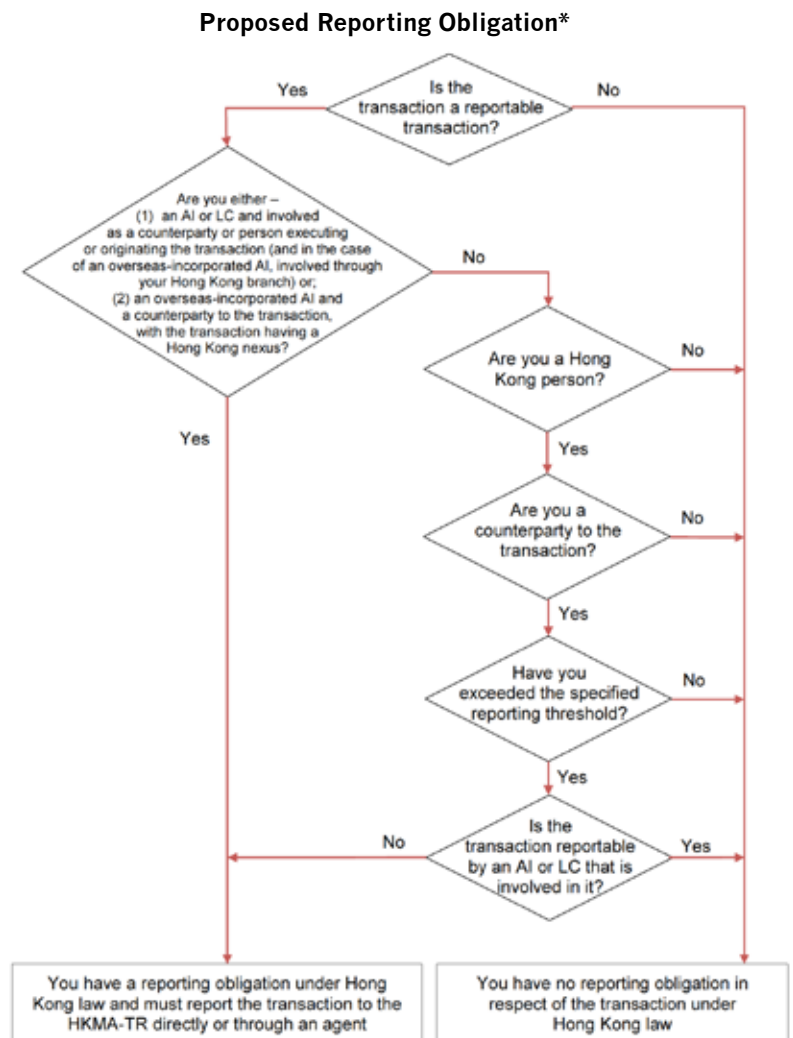 Proposed Reporting Obligation*
Is the
transaction a reportable
transaction?
Yes
No
Are you either –
(1) an AI or LC and involved
as a counterparty or person executing
or originating the transaction (and in the case
of an overseas-incorporated AI, involved through
your Hong Kong branch) or;
(2) an overseas-incorporated AI and
a counterparty to the transaction,
with the transaction having a
Hong Kong nexus?
No
Yes
Are you a Hong
Kong person?
No
Yes
Are you a
counterparty to the
transaction?
No
Yes
Have you
exceeded the specified
reporting threshold?
No
Yes
Is the
transaction reportable
by an AI or LC that is
involved in it?
No
Yes
You have a reporting obligation under Hong
Kong law and must report the transaction to the
HKMA-TR directly or through an agent
You have no reporting obligation in
respect of the transaction under
Hong Kong law